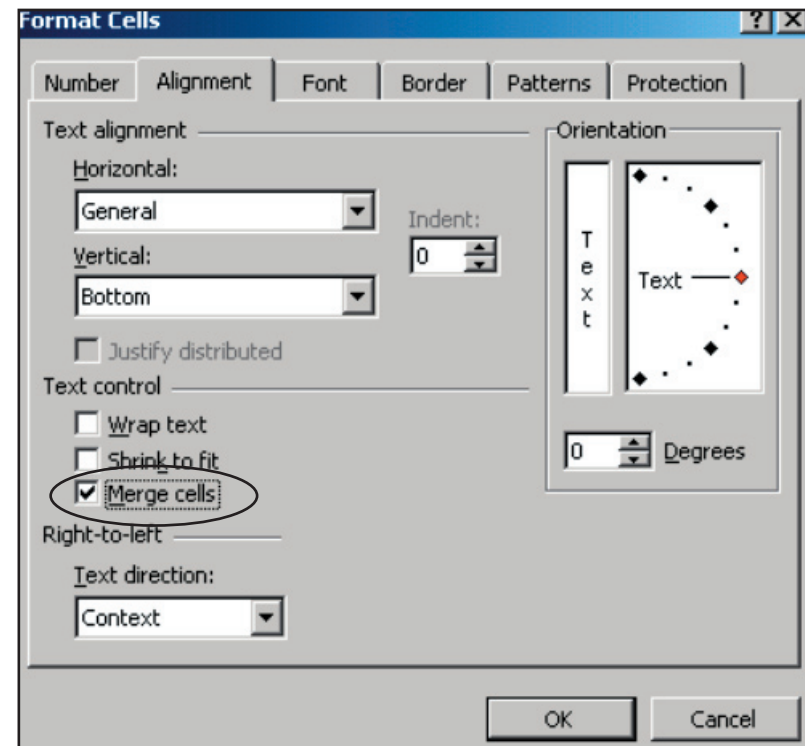 Format Cells
Number Alignment Font Border Patterns Protection
Text alignment
Horizontal:
General
Indent:
0
Vertical:
Bottom
Justify distributed
Text control
Wrap text
Shrink to fit
Merge cells
Right-to-left
Text direction:
Context
Orientation
Text
Text
0 Degrees
OK Cancel